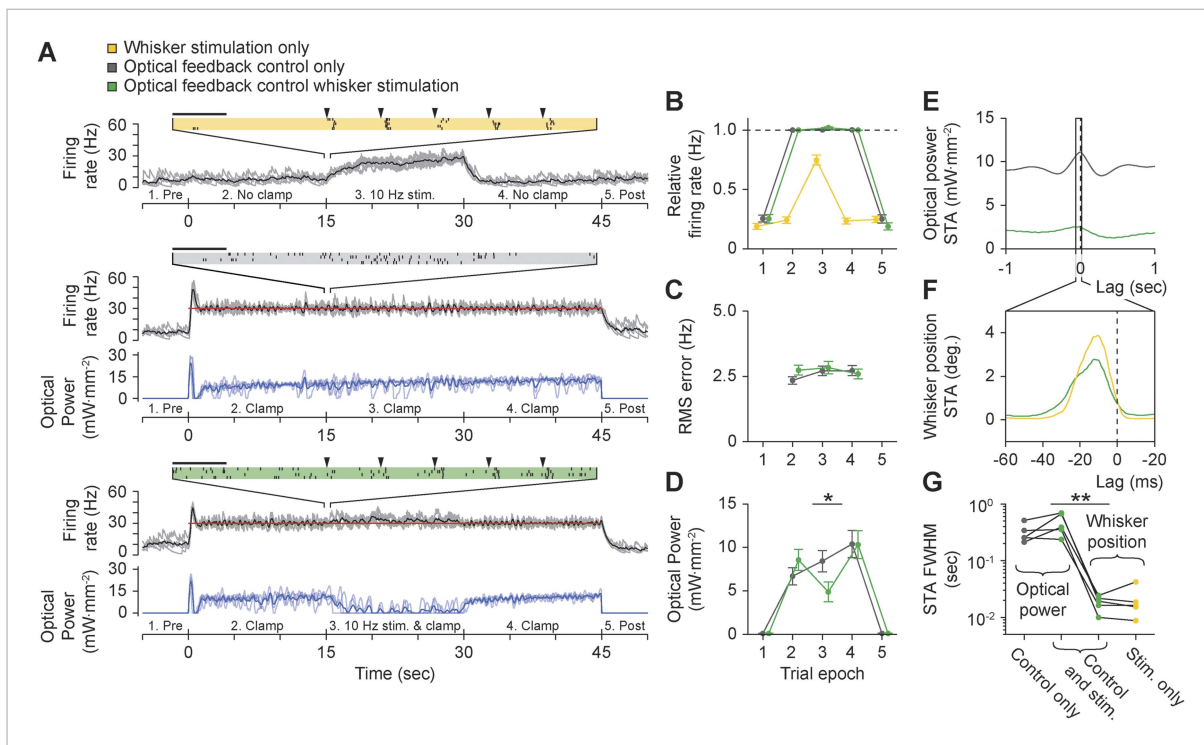 A
Whisker stimulation only
Optical feedback control only
Optical feedback control whisker stimulation
Firing
rate (Hz)
60
30
0
1. Pre
2. No clamp
3. 10 Hz stim.
4. No clamp
5. Post
15
30
45
Firing
rate (Hz)
60
30
0
Optical
Power
(mW·mm-2)
30
15
0
1. Pre
2. Clamp
3. Clamp
4. Clamp
5. Post
0
15
30
45
Firing
rate (Hz)
60
30
0
Optical
Power
(mW·mm-2)
30
15
0
1. Pre
2. Clamp
3. 10 Hz stim. & clamp
4. Clamp
5. Post
0
15
30
45
Time (sec)
B
Relative
firing rate (Hz)
1.0
0.5
0
1 2 3 4 5
C
RMS error (Hz)
5.0
2.5
0
1 2 3 4 5
D
Optical Power
(mW·mm-2)
15
10
5
0
*
1 2 3 4 5
Trial epoch
E
Optical posttwer
STA (mW·mm-2)
15
10
5
0
-1 0 1
Lag (sec)
F
Whisker position
STA (deg.)
4
2
0
-60 -40 -20 0 -20
Lag (ms)
G
STA FWHM
(sec)
100
10-1
10-2
**
Whisker
position
Optical
power
Control only
Control
and stim.
Stim. only